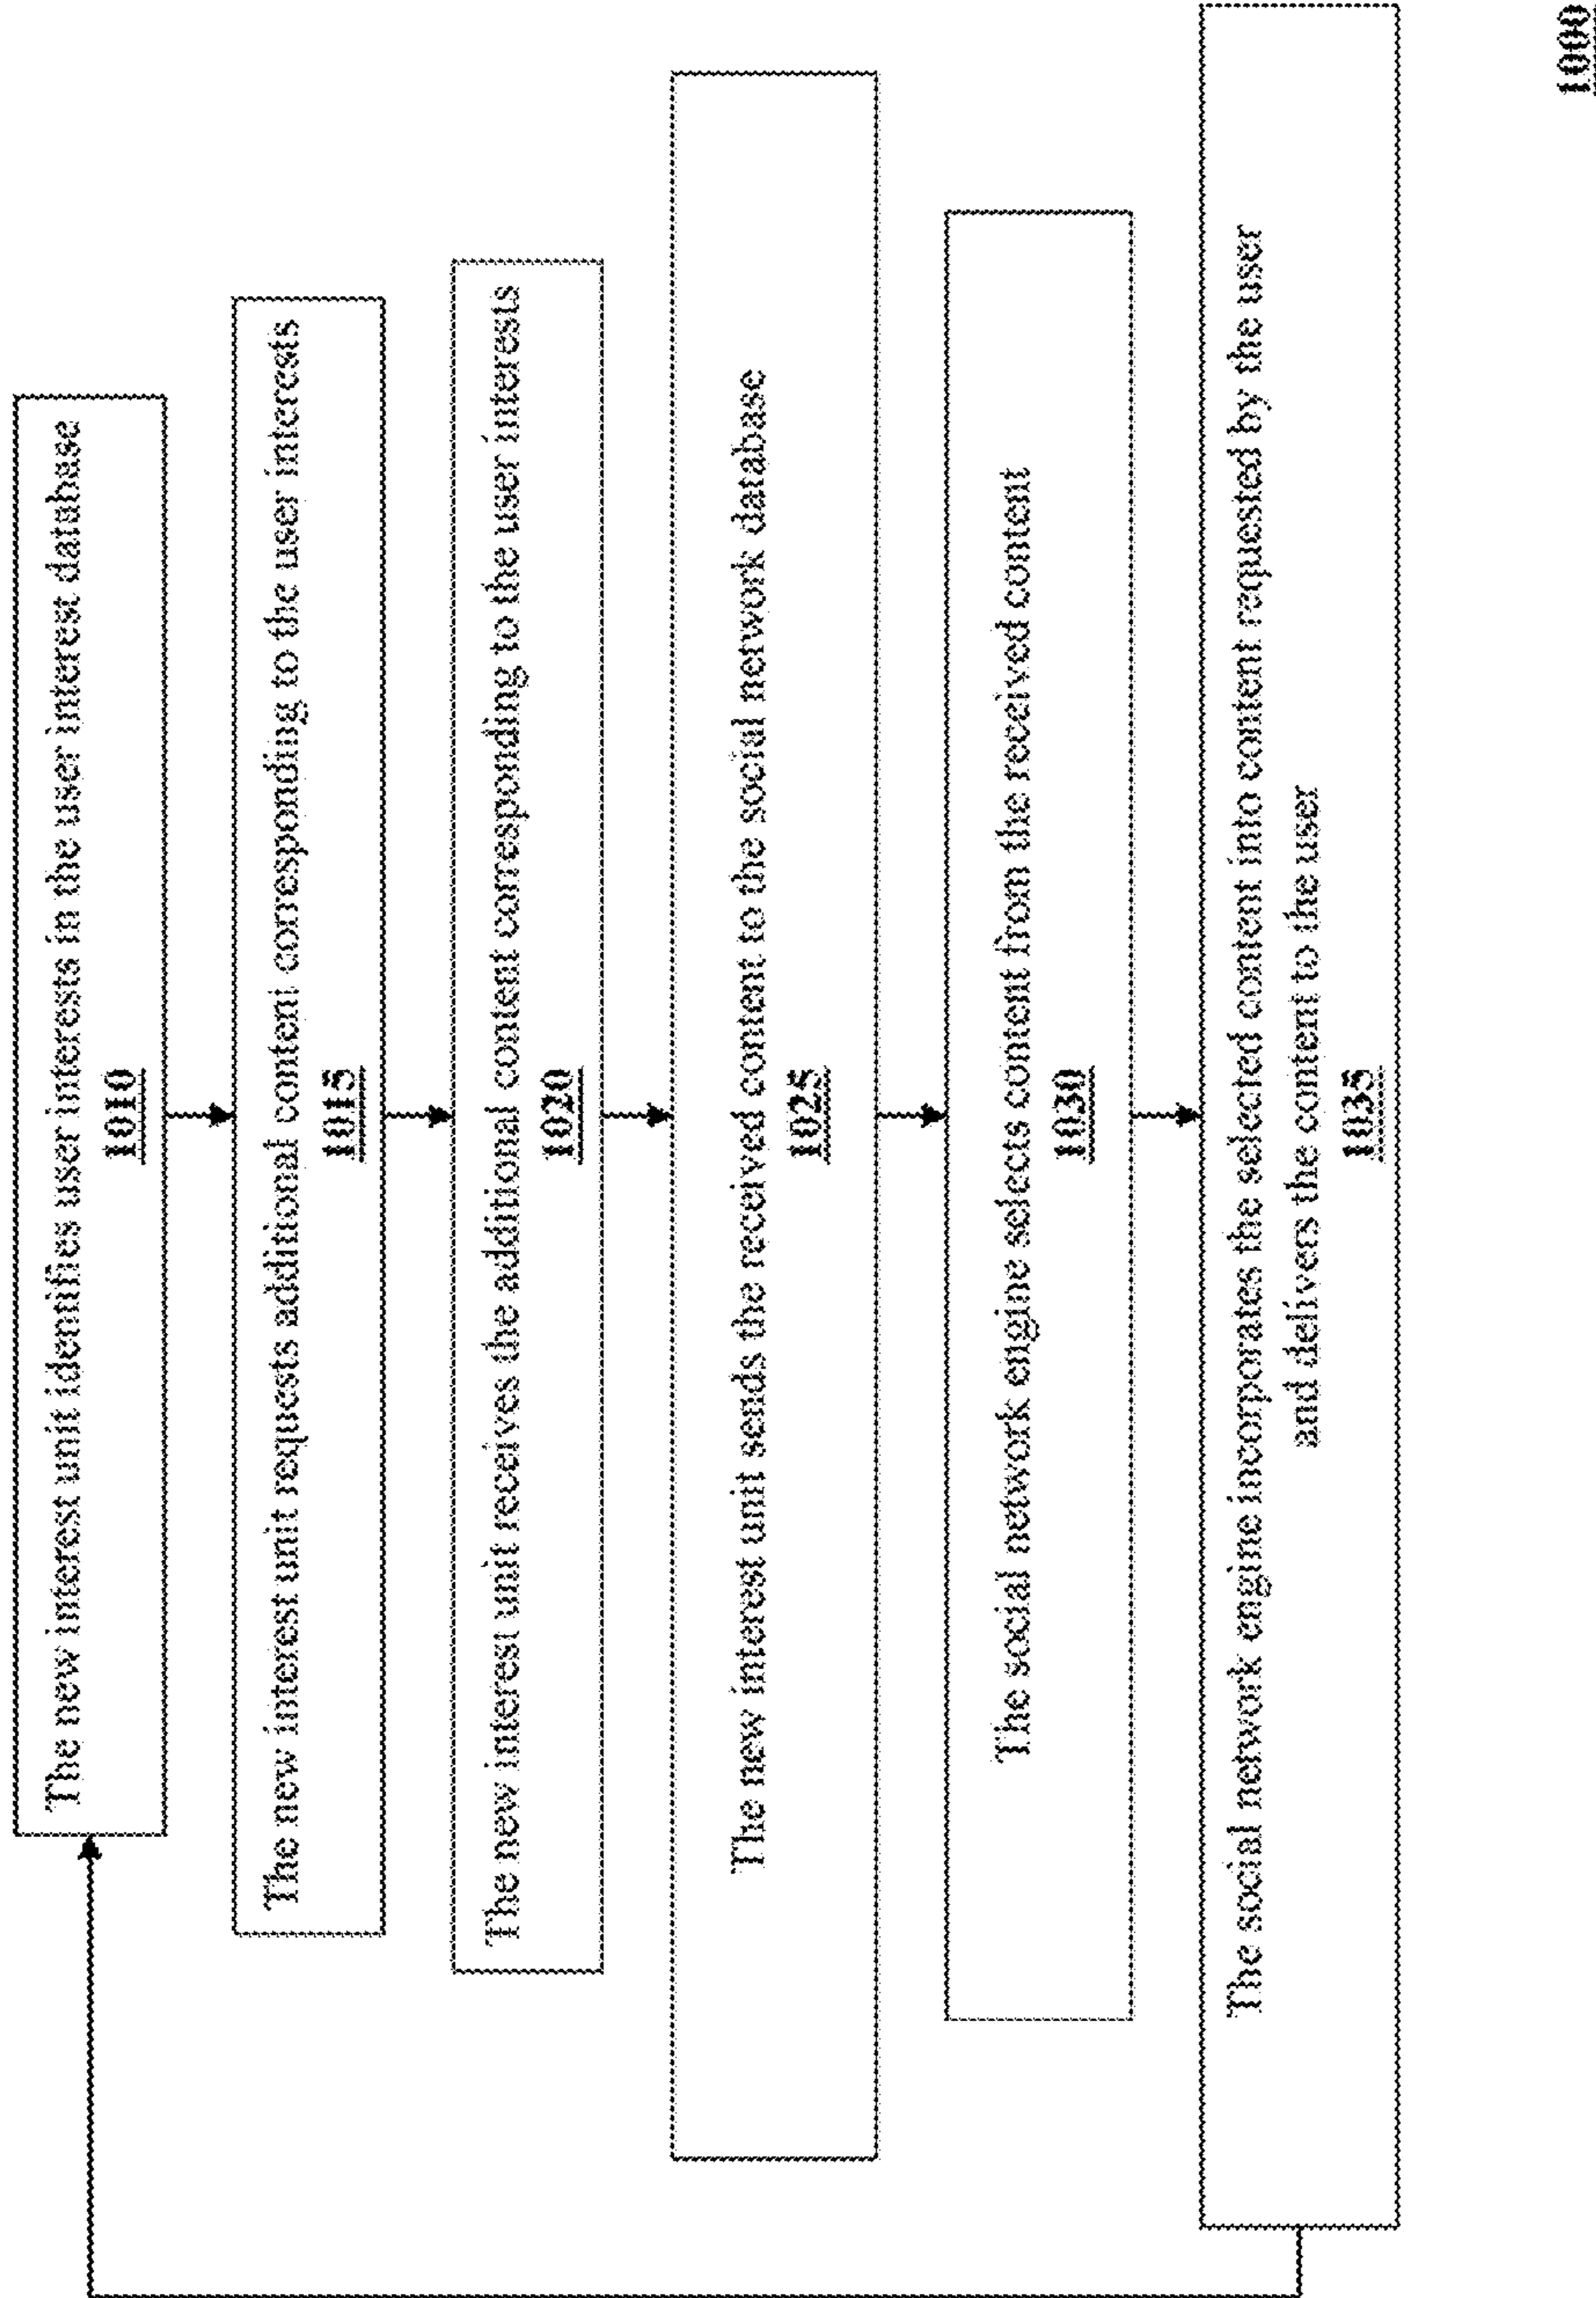 The new interest unit identifies user interests in the user interest database
1010
The new interest unit requests additional content corresponding to the user interests
1015
The new interest unit receives the additional content corresponding to the user interests
1020
The new interest unit sends the received content to the social network database
1025
The social network engine selects content from the received content
1030
The social network engine incorporates the selected content into content requested by the user
and delivers the content to the user
1035
1000